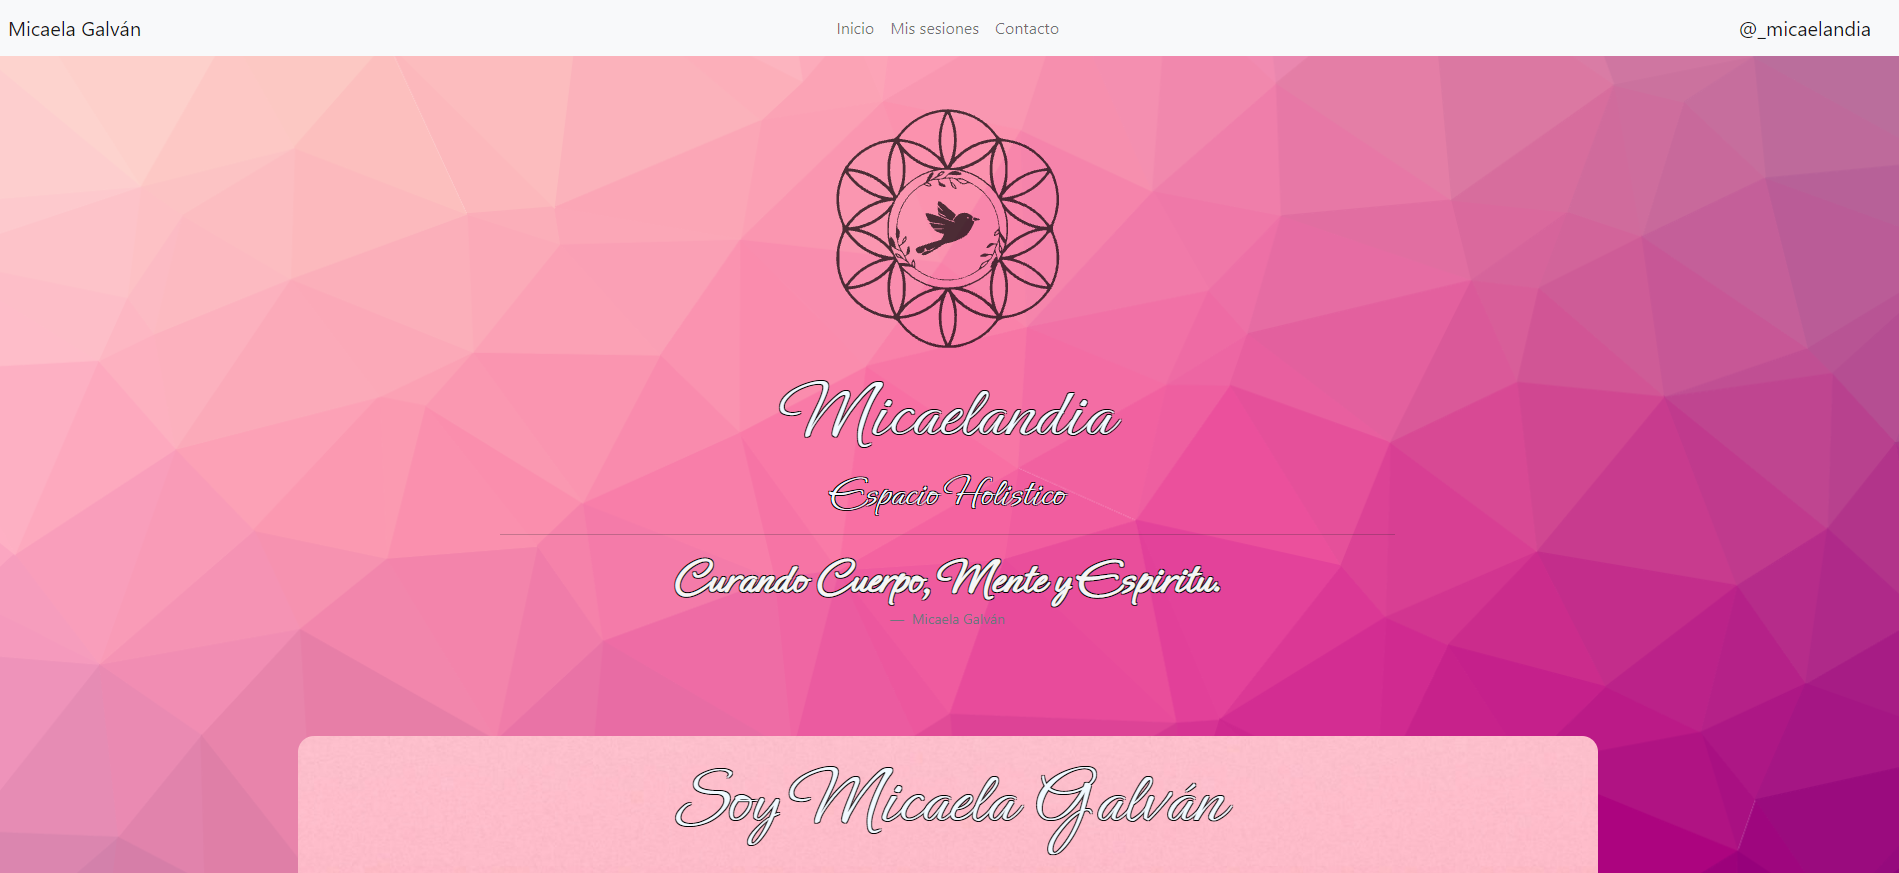 Micaela Galván
Inicio Mis sesiones Contacto
@_micaelandia
Micaelandia
Espacio Holistico
Curando Cuerpo, Mente y Espiritu.
— Micaela Galván
Soy Micaela Galván